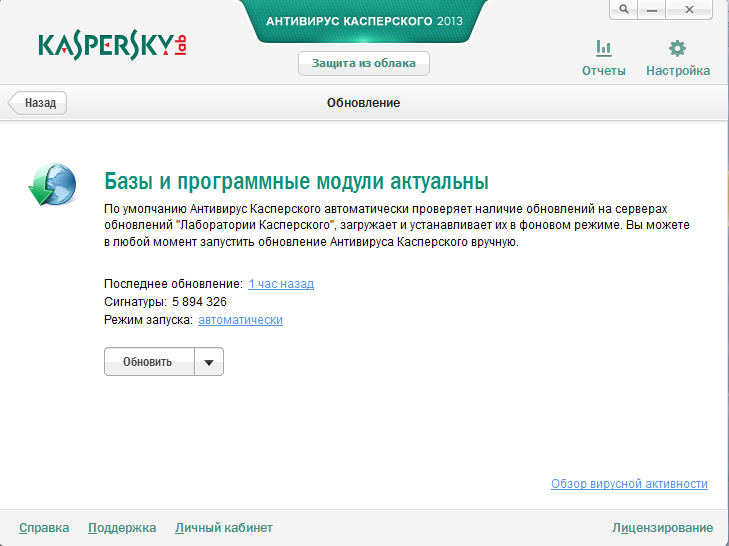 KASPERSKY lab
АНТИВИРУС КАСПЕРСКОГО 2013
Защита из облака
Отчеты
Настройка
Назад
Обновление
Базы и программные модули актуальны
По умолчанию Антивирус Касперского автоматически проверяет наличие обновлений на серверах
обновлений "Лаборатории Касперского", загружает и устанавливает их в фоновом режиме. Вы можете
в любой момент запустить обновление Антивируса Касперского вручную.
Последнее обновление: 1 час назад
Сигнатуры: 5 894 326
Режим запуска: автоматически
Обновить
Обзор вирусной активности
Справка
Поддержка
Личный кабинет
Лицензирование